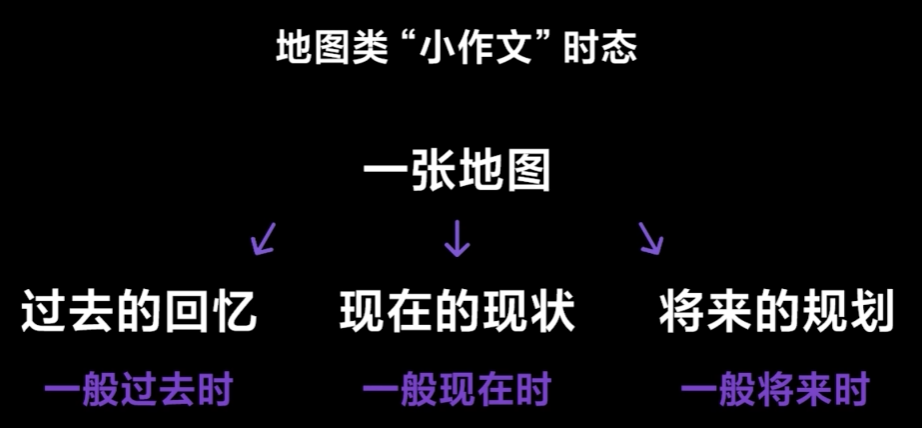 地图类“小作文”时态
一张地图
过去的回忆 现在的现状 将来的规划
一般过去时 一般现在时 一般将来时